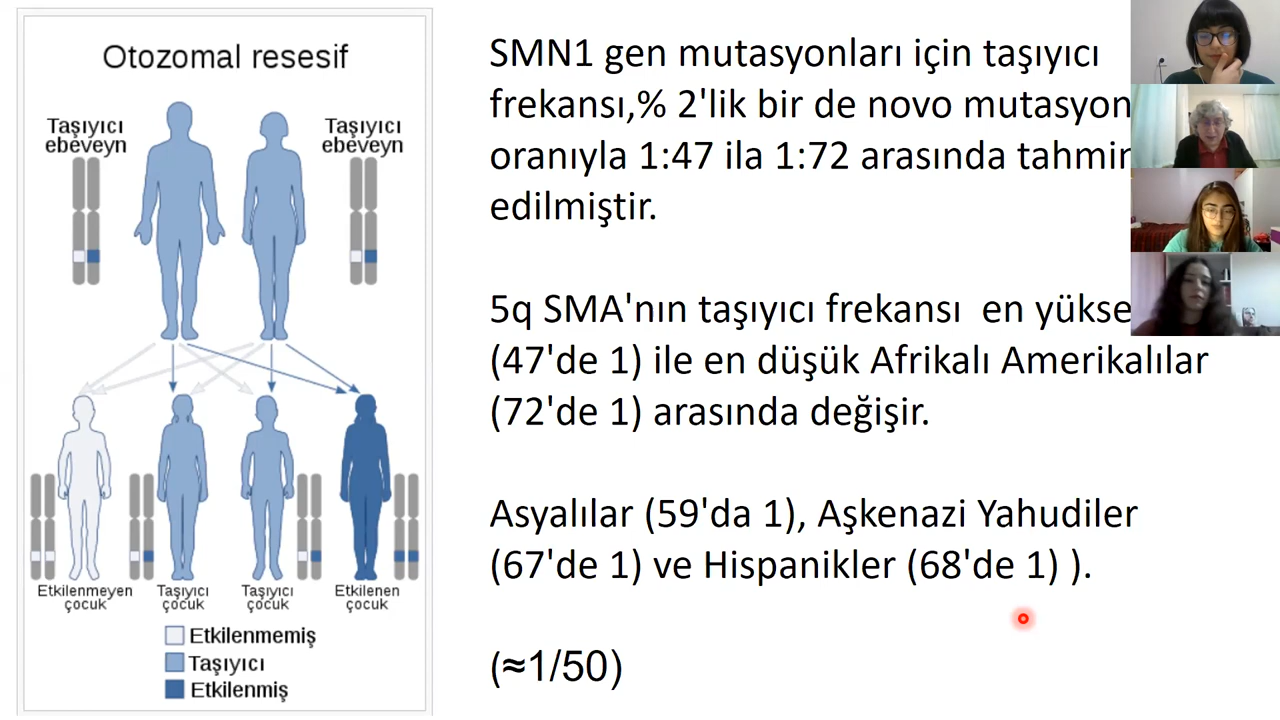 Otozomal resesif
Taşıyıcı
ebeveyn
Taşıyıcı
ebeveyn
Etkilenmeyen
çocuk
Taşıyıcı
çocuk
Taşıyıcı
çocuk
Etkilenen
çocuk
Etkilenmemiş
Taşıyıcı
Etkilenmiş
SMN1 gen mutasyonları için taşıyıcı
frekansı,% 2'lik bir de novo mutasyon
oranıyla 1:47 ila 1:72 arasında tahmin
edilmiştir.
5q SMA'nın taşıyıcı frekansı en yükse
(47'de 1) ile en düşük Afrikalı Amerikalılar
(72'de 1) arasında değişir.
Asyalılar (59'da 1), Aşkenazi Yahudiler
(67'de 1) ve Hispanikler (68'de 1) ).
(≈1/50)